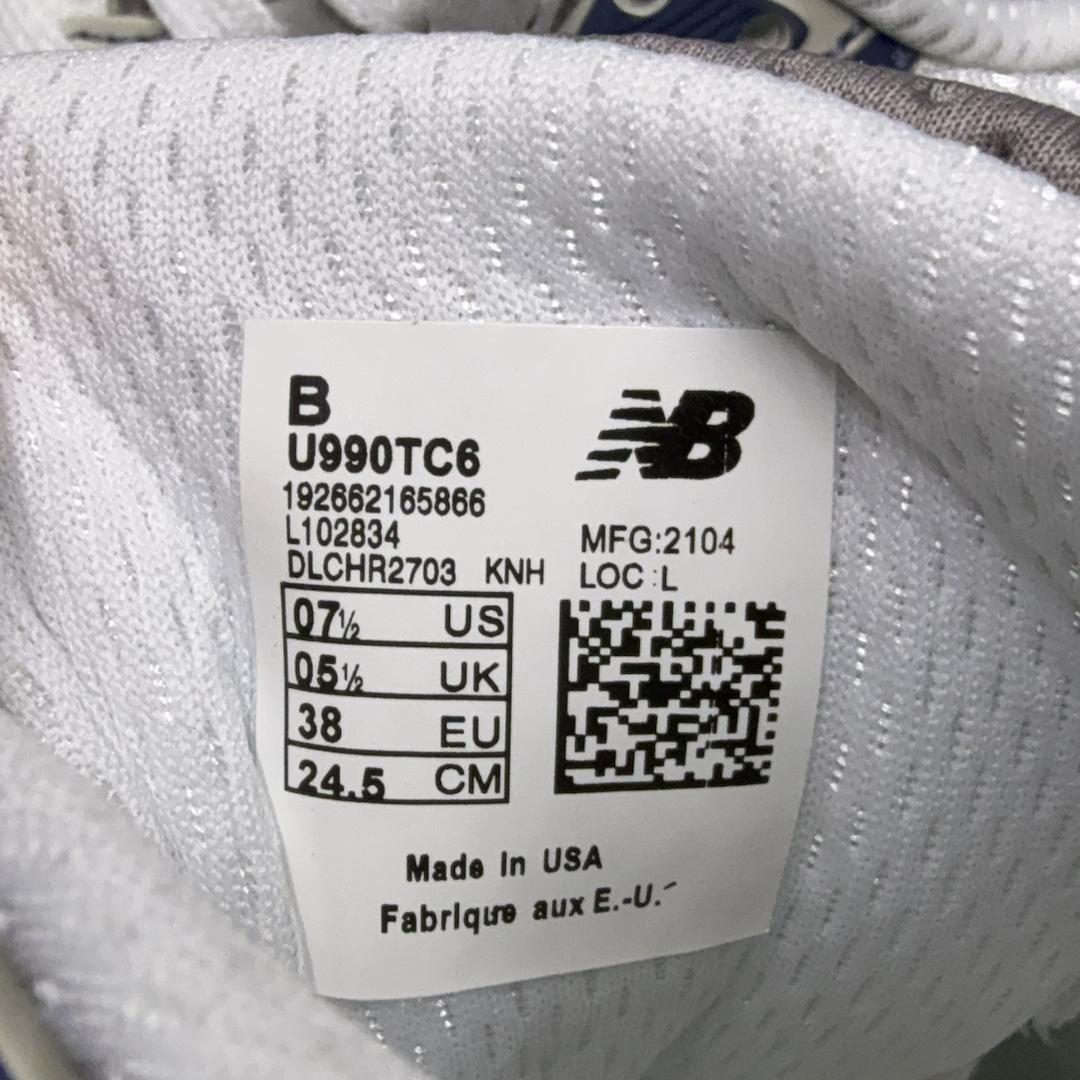 B
NB
U990TC6
192662165866
L102834
DLCHR2703 KNH
MFG:2104
LOC:L
07½ US
05½ UK
38 EU
24.5 CM
Made In USA
Fabrique aux E.-U.